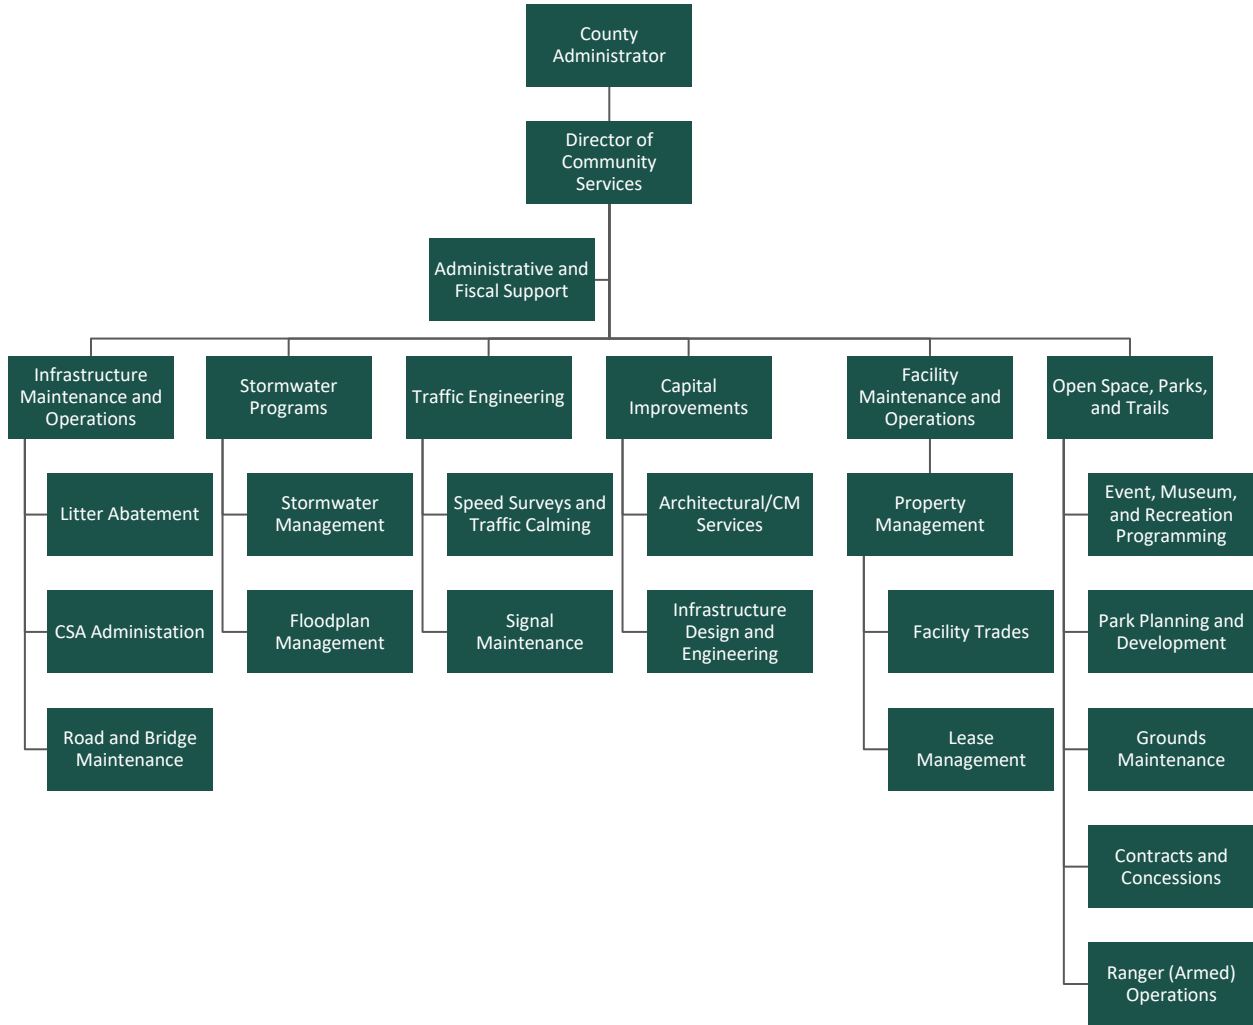 County
Administrator
Director of
Community
Services
Administrative and
Fiscal Support
Infrastructure
Maintenance and
Operations
Litter Abatement
CSA Administation
Road and Bridge
Maintenance
Stormwater
Programs
Stormwater
Management
Floodplan
Management
Traffic Engineering
Speed Surveys and
Traffic Calming
Signal
Maintenance
Capital
Improvements
Architectural/CM
Services
Infrastructure
Design and
Engineering
Facility
Maintenance and
Operations
Property
Management
Facility Trades
Lease
Management
Open Space, Parks,
and Trails
Event, Museum,
and Recreation
Programming
Park Planning and
Development
Grounds
Maintenance
Contracts and
Concessions
Ranger (Armed)
Operations